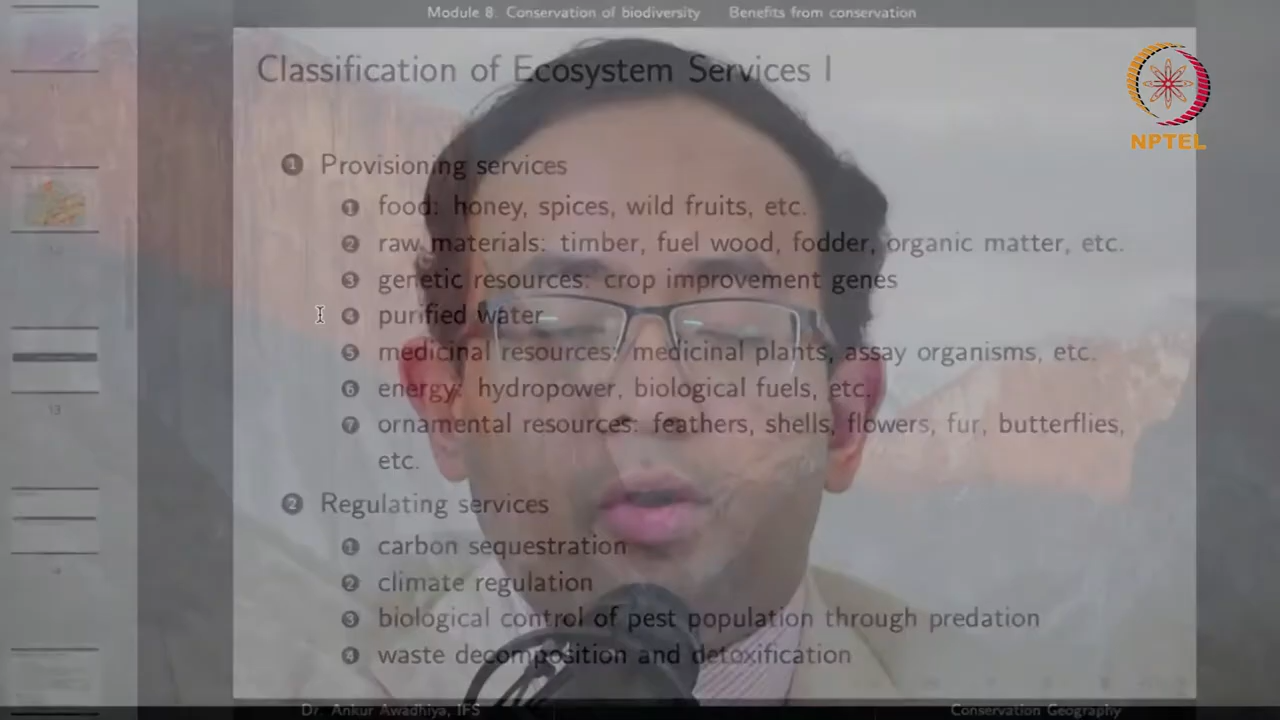 Module 8: Conservation of biodiversity Benefits from conservation
Classification of Ecosystem Services I
NPTEL
1 Provisioning services
1 food: honey, spices, wild fruits, etc.
2 raw materials: timber, fuel wood, fodder, organic matter, etc.
3 genetic resources: crop improvement genes
4 purified water
5 medicinal resources: medicinal plants, assay organisms, etc.
6 energy: hydropower, biological fuels, etc.
7 ornamental resources: feathers, shells, flowers, fur, butterflies,
etc.
2 Regulating services
1 carbon sequestration
2 climate regulation
3 biological control of pest population through predation
4 waste decomposition and detoxification
13
Dr. Ankur Awadhiya, IFS Conservation Geography